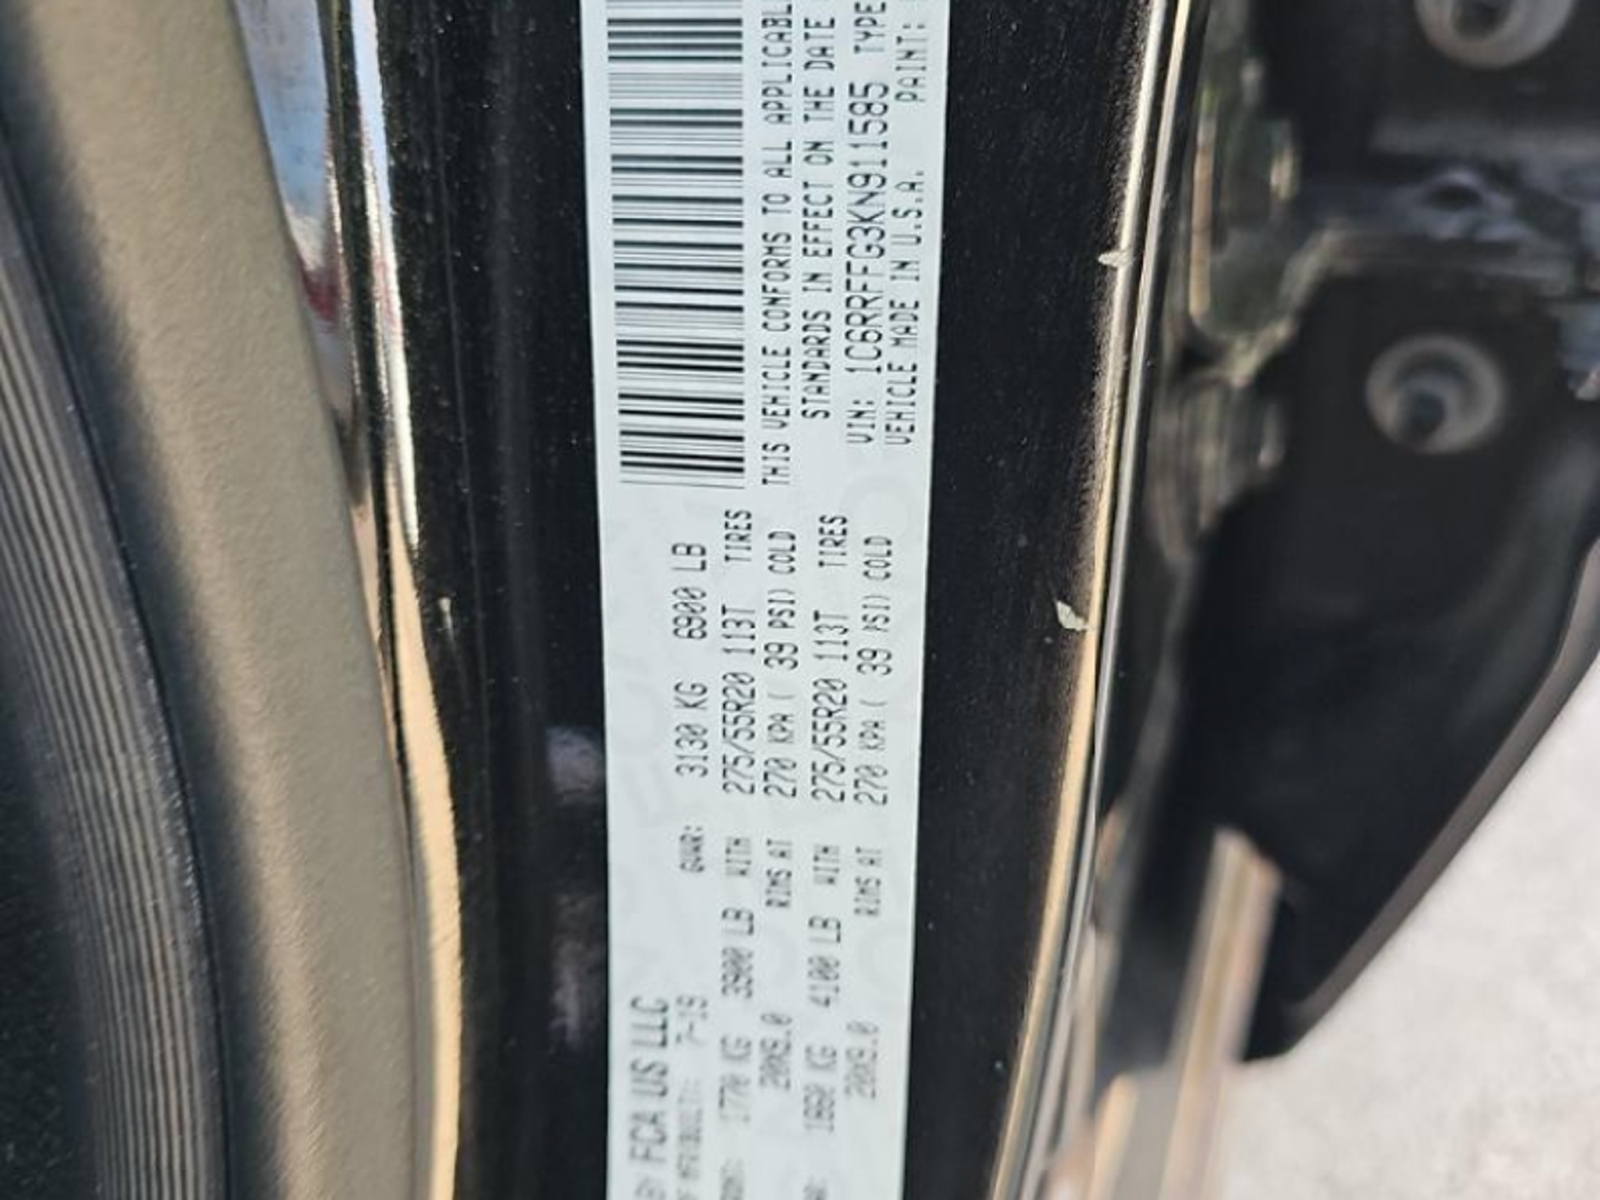 BY FCA US LLC
7-19
GVWR: 3130 KG 6900 LB
1770 KG 3900 LB WITH 275/55R20 113T TIRES
20X9.0 RIMS AT 270 KPA ( 39 PSI) COLD
1860 KG 4100 LB WITH 275/55R20 113T TIRES
20X9.0 RIMS AT 270 KPA ( 39 PSI) COLD
THIS VEHICLE CONFORMS TO ALL APPLICABL
STANDARDS IN EFFECT ON THE DATE
VIN: 1C6RRFFG3KN911585 TYPE
VEHICLE MADE IN U.S.A. PAINT: